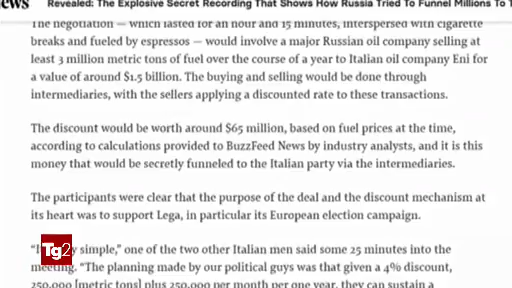 ews Revealed: The Explosive Secret Recording That Shows How Russia Tried To Funnel Millions To
The negotiation — which lasted for an hour and 15 minutes, interspersed with cigarette
breaks and fueled by espressos — would involve a major Russian oil company selling at
least 3 million metric tons of fuel over the course of a year to Italian oil company Eni for
a value of around $1.5 billion. The buying and selling would be done through
intermediaries, with the sellers applying a discounted rate to these transactions.
The discount would be worth around $65 million, based on fuel prices at the time,
according to calculations provided to BuzzFeed News by industry analysts, and it is this
money that would be secretly funneled to the Italian party via the intermediaries.
The participants were clear that the purpose of the deal and the discount mechanism at
its heart was to support Lega, in particular its European election campaign.
simple,” one of the two other Italian men said some 25 minutes into the
Tg2
meeting. “The planning made by our political guys was that given a 4% discount,
250,000 [metric tons] plus 250,000 per month per one year, they can sustain a